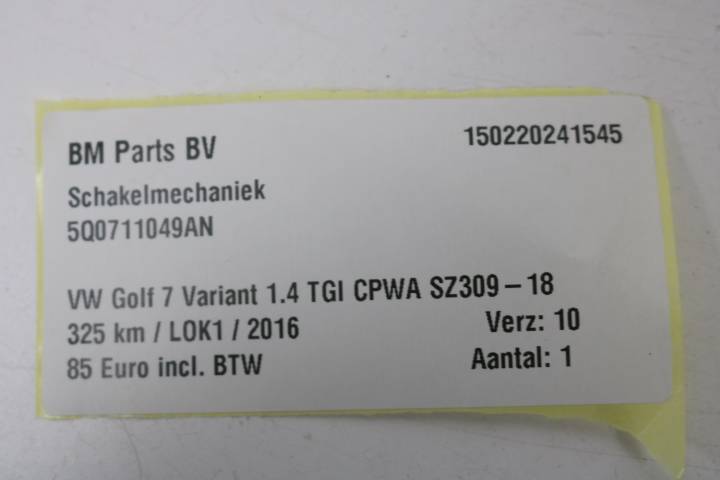 BM Parts BV 150220241545
Schakelmechaniek
5Q0711049AN
VW Golf 7 Variant 1.4 TGI CPWA SZ309-18
325 km / LOK1 / 2016 Verz: 10
85 Euro incl. BTW Aantal: 1